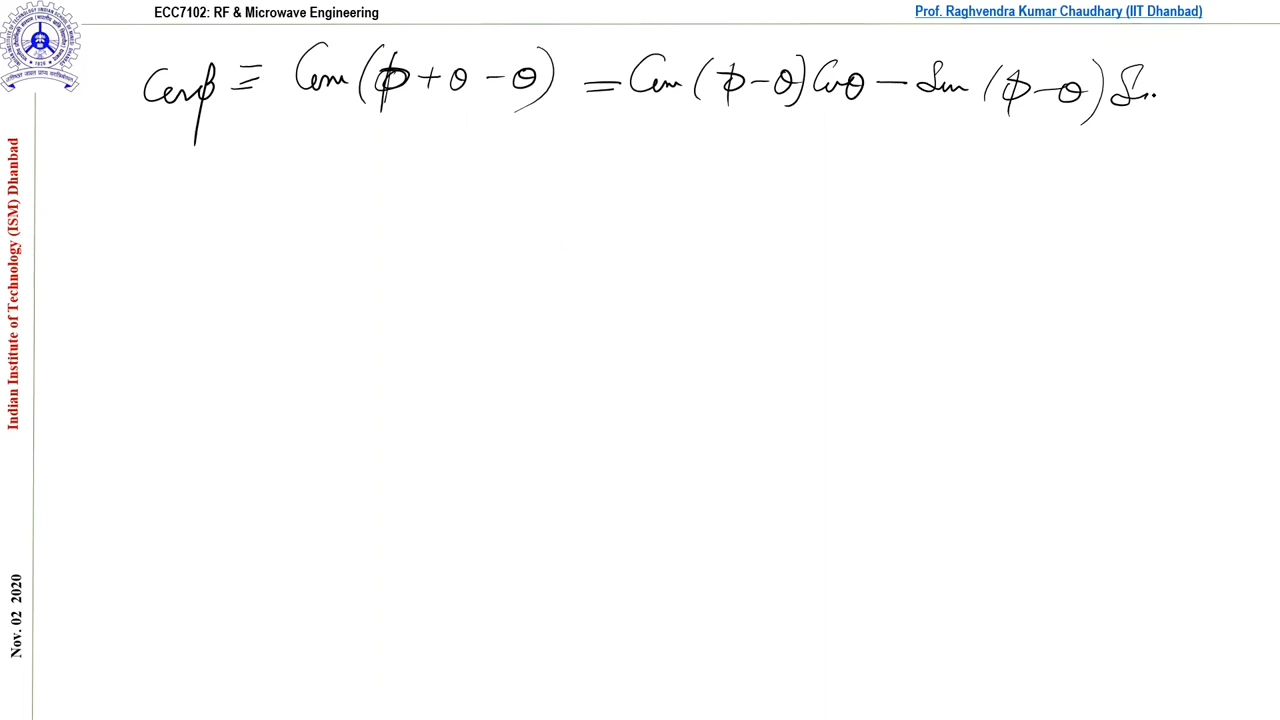 ECC7102: RF & Microwave Engineering
Prof. Raghvendra Kumar Chaudhary (IIT Dhanbad)
Cosφ = Cos(φ+θ-θ) = Cos(φ-θ)Cosθ - Sin(φ-θ)Si
Indian Institute of Technology (ISM) Dhanbad
Nov. 02 2020